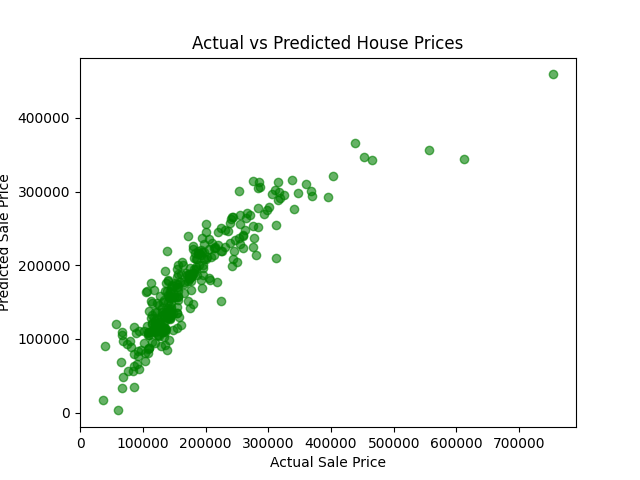 Actual vs Predicted House Prices
Predicted Sale Price
400000
300000
200000
100000
0
0 100000 200000 300000 400000 500000 600000 700000
Actual Sale Price